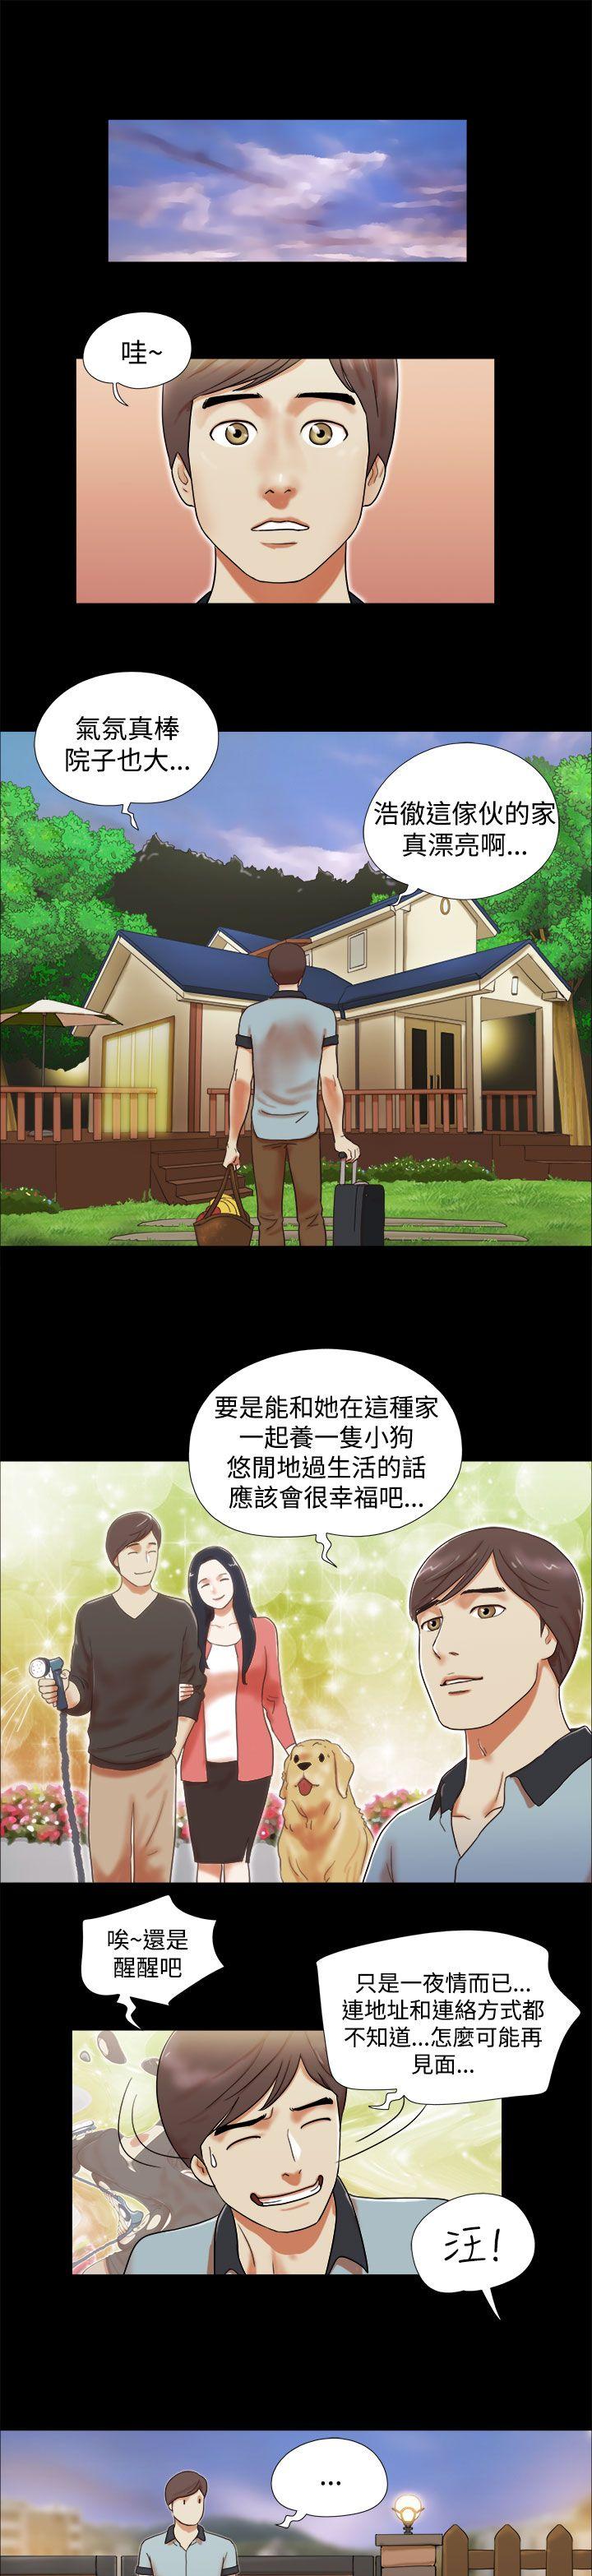 哇~
氣氛真棒
院子也大...
浩徹這傢伙的家
真漂亮啊...
要是能和她在這種家
一起養一隻小狗
悠閒地過生活的話
應該會很幸福吧...
唉~還是
醒醒吧
只是一夜情而已...
連地址和連絡方式都
不知道...怎麼可能再
見面...
汪!
...